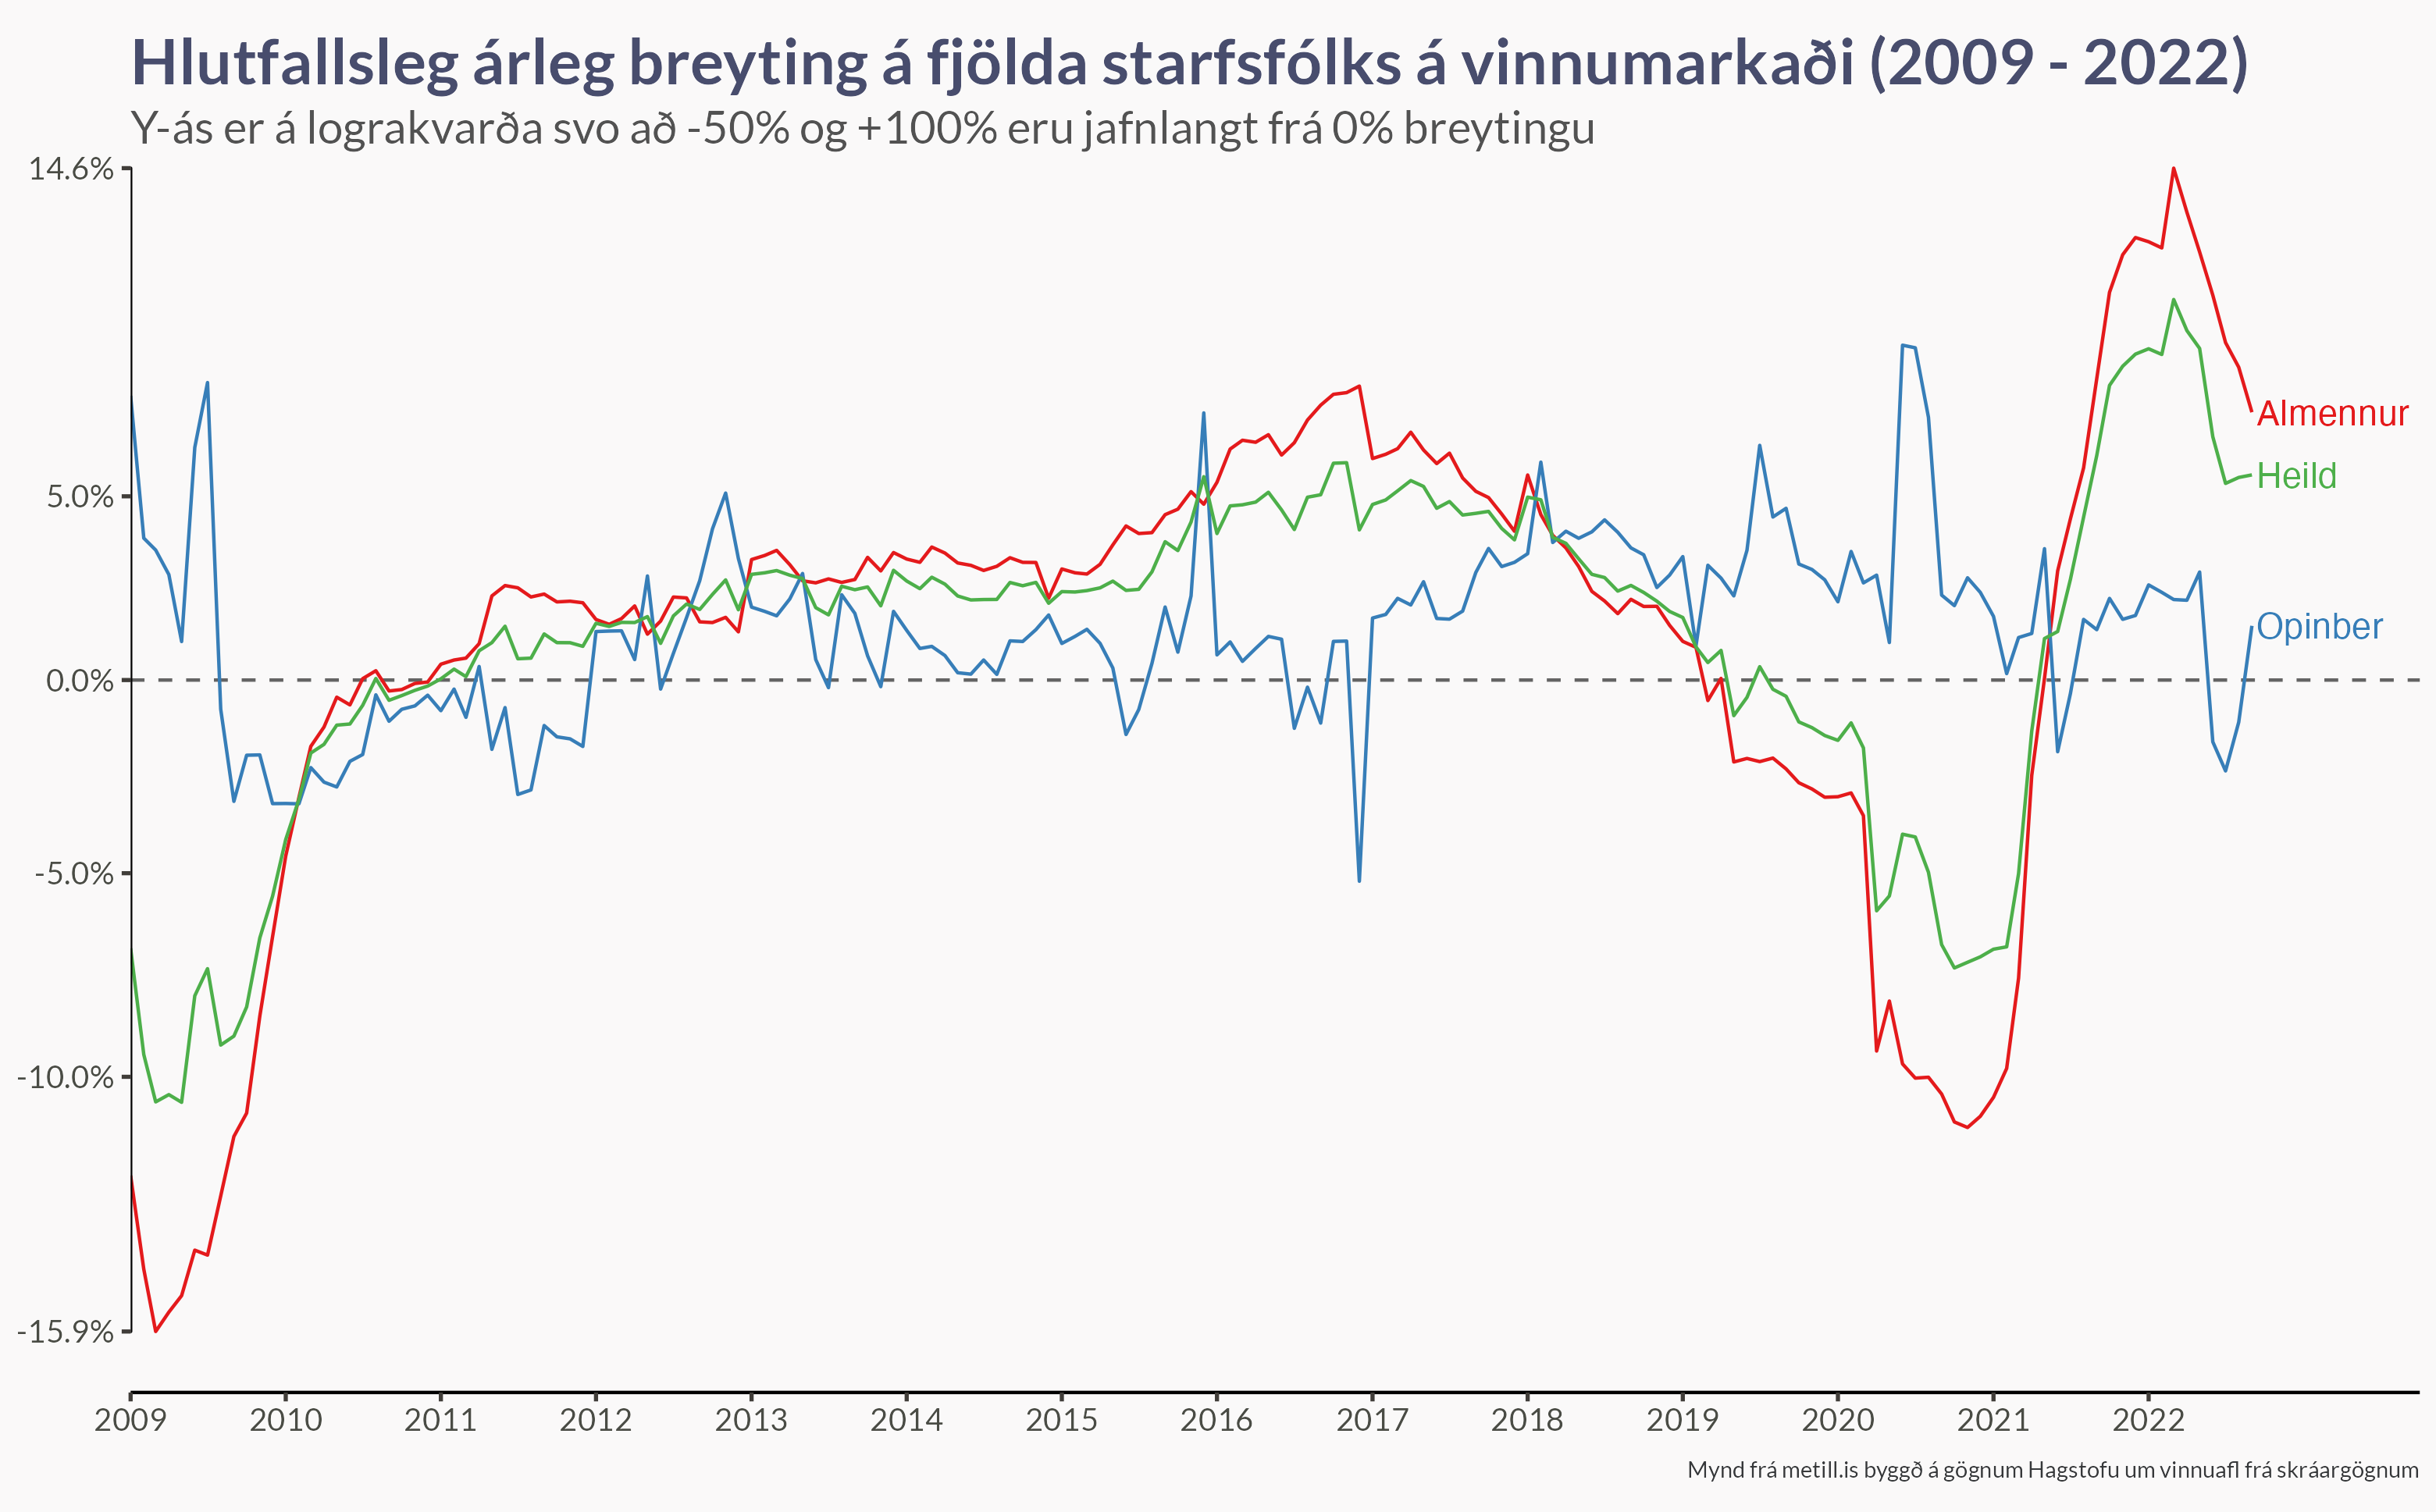 Hlutfallsleg árleg breyting á fjölda starfsfólks á vinnumarkaði (2009 - 2022)
Y-ás er á lograkvarða svo að -50% og +100% eru jafnlangt frá 0% breytingu
14.6%
5.0%
0.0%
-5.0%
-10.0%
-15.9%
Almennur
Heild
Opinber
2009 2010 2011 2012 2013 2014 2015 2016 2017 2018 2019 2020 2021 2022
Mynd frá metill.is byggð á gögnum Hagstofu um vinnuafl frá skráargögnum